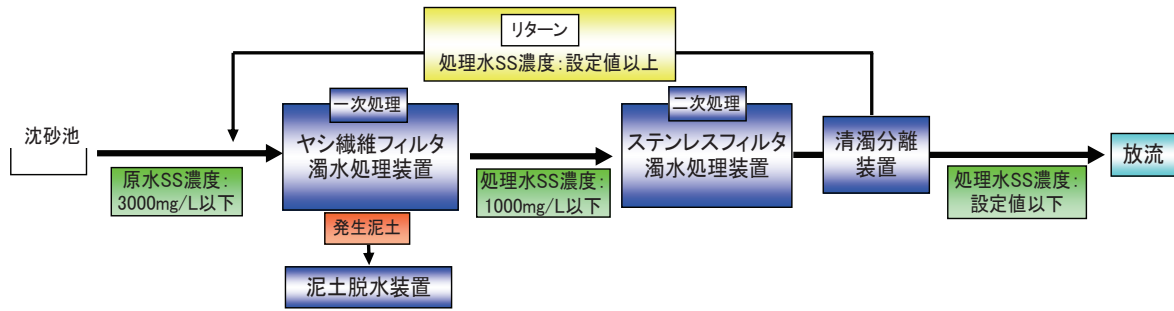 リターン
処理水SS濃度:設定値以上
沈砂池
原水SS濃度:
3000mg/L以下
一次処理
ヤシ繊維フィルタ
濁水処理装置
発生泥土
泥土脱水装置
処理水SS濃度:
1000mg/L以下
二次処理
ステンレスフィルタ
濁水処理装置
清濁分離
装置
処理水SS濃度:
設定値以下
放流